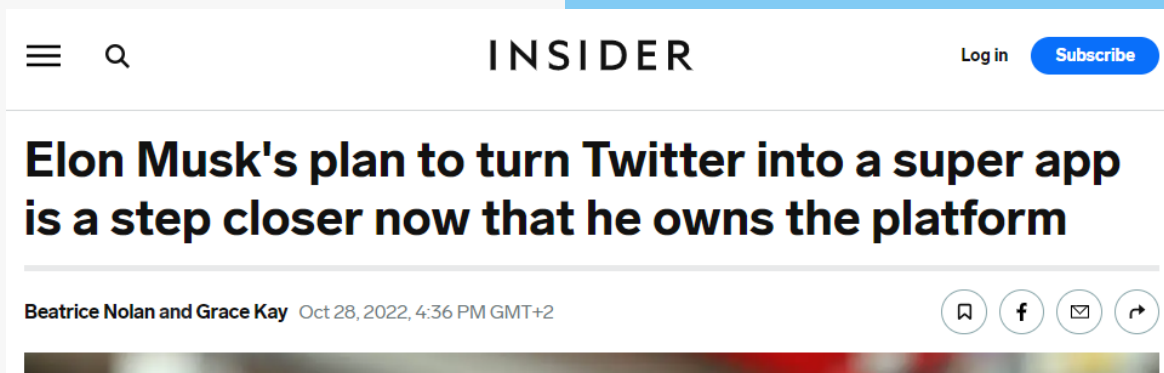 INSIDER
Log in
Subscribe
Elon Musk's plan to turn Twitter into a super app
is a step closer now that he owns the platform
Beatrice Nolan and Grace Kay Oct 28, 2022, 4:36 PM GMT+2